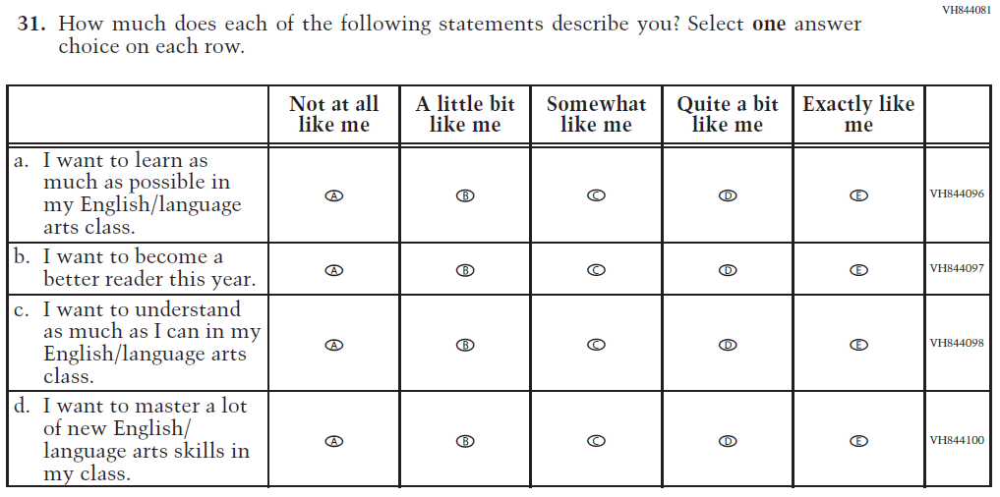 VH844081
31. How much does each of the following statements describe you? Select one answer
choice on each row.
Not at all like me A little bit like me Somewhat like me Quite a bit like me Exactly like me
a. I want to learn as
much as possible in
my English/language
arts class.
A B C D E VH844096
b. I want to become a
better reader this year.
A B C D E VH844097
c. I want to understand
as much as I can in my
English/language arts
class.
A B C D E VH844098
d. I want to master a lot
of new English/
language arts skills in
my class.
A B C D E VH844100